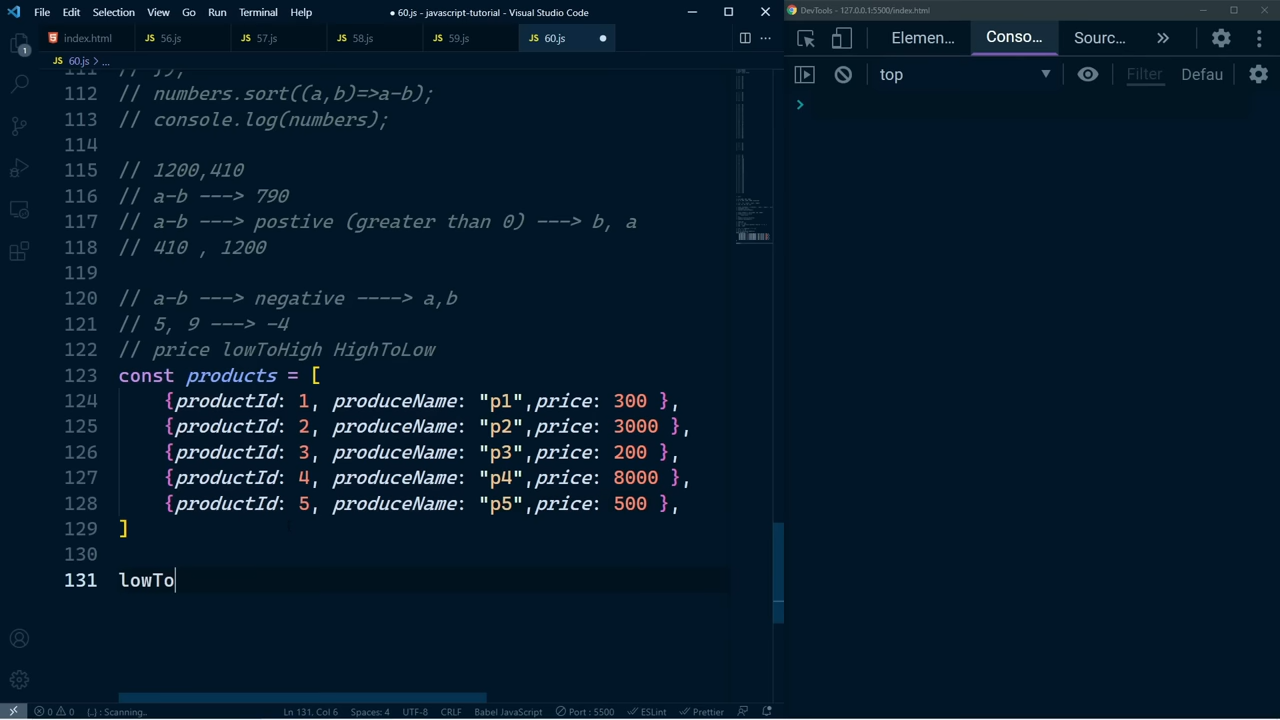 File Edit Selection View Go Run Terminal Help
● 60.js - javascript-tutorial - Visual Studio Code
index.html JS 56.js JS 57.js JS 58.js JS 59.js JS 60.js
JS 60.js > ...
112 // numbers.sort((a,b)=>a-b);
113 // console.log(numbers);
114
115 // 1200,410
116 // a-b ---> 790
117 // a-b ---> postive (greater than 0) ---> b, a
118 // 410 , 1200
119
120 // a-b ---> negative ----> a,b
121 // 5, 9 ---> -4
122 // price lowToHigh HighToLow
123 const products = [
124 {productId: 1, produceName: "p1",price: 300 },
125 {productId: 2, produceName: "p2",price: 3000 },
126 {productId: 3, produceName: "p3",price: 200 },
127 {productId: 4, produceName: "p4",price: 8000 },
128 {productId: 5, produceName: "p5",price: 500 },
129 ]
130
131 lowTo
0 0 {..} : Scanning.. Ln 131, Col 6 Spaces: 4 UTF-8 CRLF Babel JavaScript Port : 5500 ESLint Prettier
DevTools - 127.0.0.1:5500/index.html
Elemen... Conso... Sourc... »
top Filter Defau
>
1